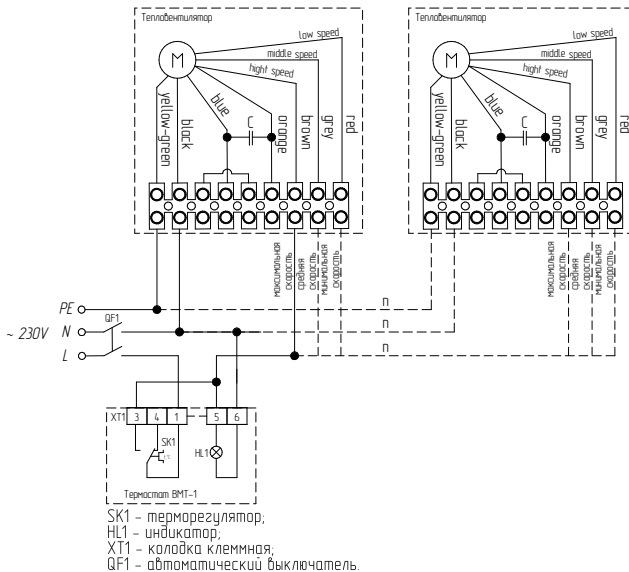 Тепловентилятор
Тепловентилятор
low speed
middle speed
hight speed
M
yellow-green
black
blue
C
orange
brown
grey
red
low speed
middle speed
hight speed
M
yellow-green
black
blue
C
orange
brown
grey
red
максимальная скорость
средняя скорость
минимальная скорость
максимальная скорость
средняя скорость
минимальная скорость
PE
n
QF1
~ 230V N
n
L
n
XT1 3 4 1 5 6
SK1
t°C
HL1
Термостат ВМТ-1
SK1 – терморегулятор;
HL1 – индикатор;
XT1 – колодка клеммная;
QF1 – автоматический выключатель.